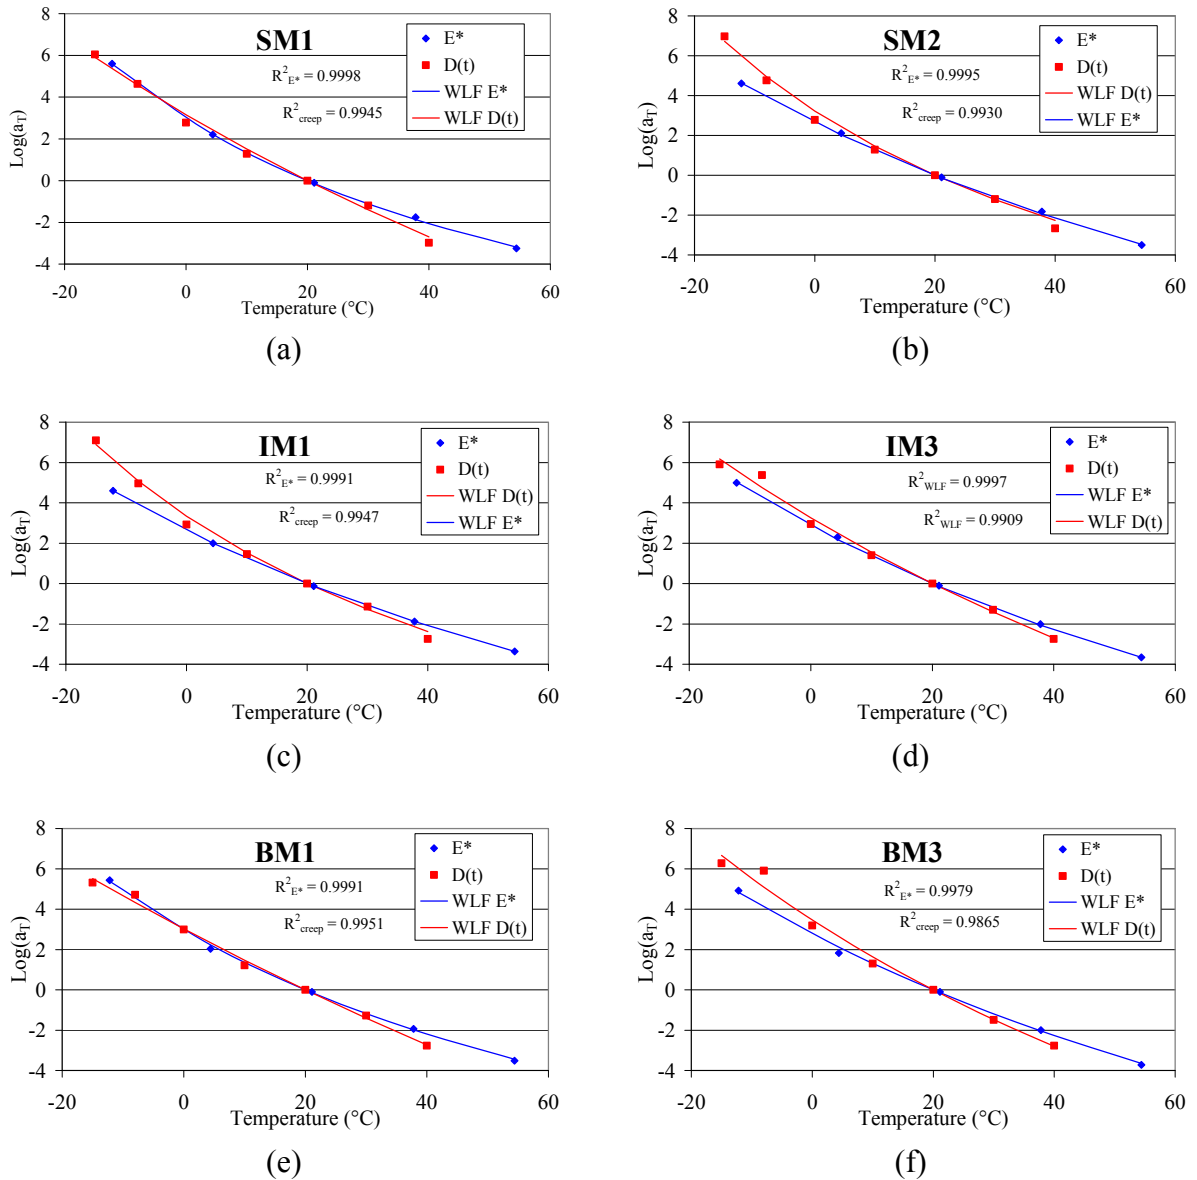 SM1
R²E* = 0.9998
R²creep = 0.9945
E*
D(t)
WLF E*
WLF D(t)
Log(aT)
8
6
4
2
0
-2
-4
-20 0 20 40 60
Temperature (°C)
(a)
SM2
R²E* = 0.9995
R²creep = 0.9930
E*
D(t)
WLF D(t)
WLF E*
Log(aT)
8
6
4
2
0
-2
-4
-20 0 20 40 60
Temperature (°C)
(b)
IM1
R²E* = 0.9991
R²creep = 0.9947
E*
D(t)
WLF D(t)
WLF E*
Log(aT)
8
6
4
2
0
-2
-4
-20 0 20 40 60
Temperature (°C)
(c)
IM3
R²WLF = 0.9997
R²WLF = 0.9909
E*
D(t)
WLF E*
WLF D(t)
Log(aT)
8
6
4
2
0
-2
-4
-20 0 20 40 60
Temperature (°C)
(d)
BM1
R²E* = 0.9991
R²creep = 0.9951
E*
D(t)
WLF E*
WLF D(t)
Log(aT)
8
6
4
2
0
-2
-4
-20 0 20 40 60
Temperature (°C)
(e)
BM3
R²E* = 0.9979
R²creep = 0.9865
E*
D(t)
WLF E*
WLF D(t)
Log(aT)
8
6
4
2
0
-2
-4
-20 0 20 40 60
Temperature (°C)
(f)